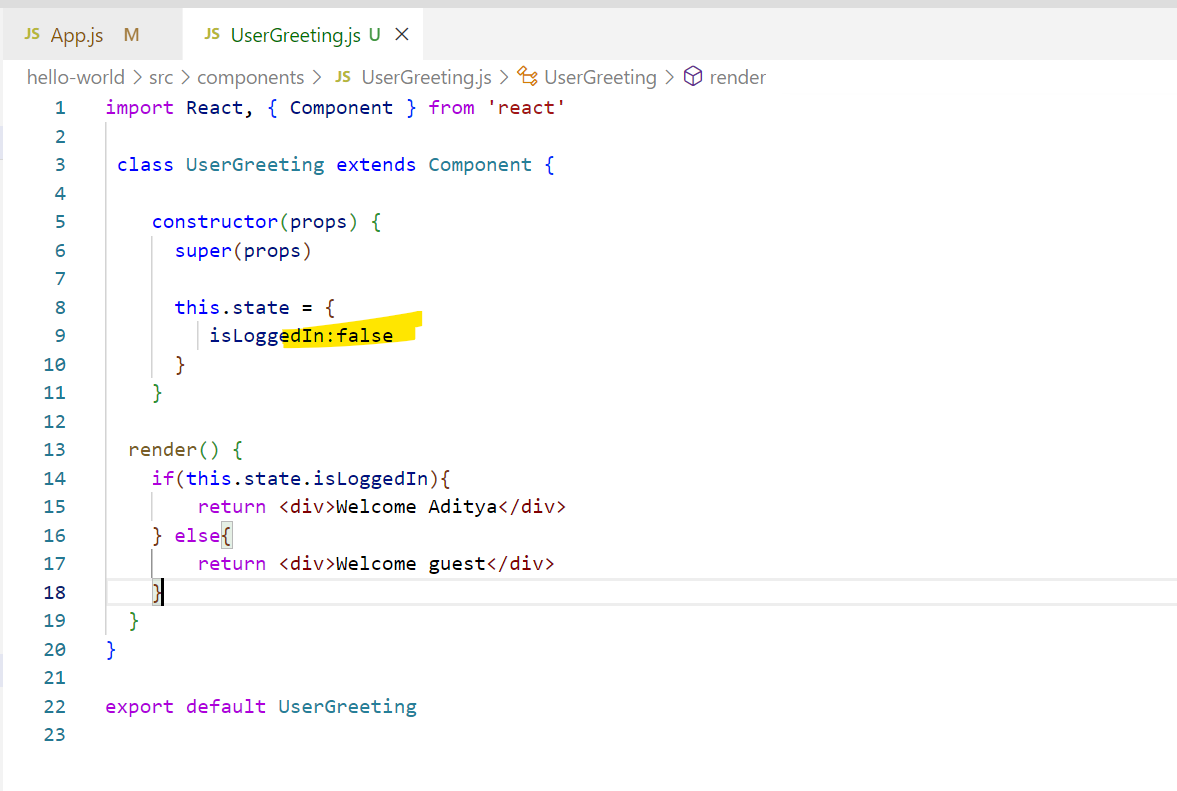 JS App.js M JS UserGreeting.js U ×
hello-world > src > components > JS UserGreeting.js > UserGreeting > render
1 import React, { Component } from 'react'
2
3 class UserGreeting extends Component {
4
5 constructor(props) {
6 super(props)
7
8 this.state = {
9 isLoggedIn:false
10 }
11 }
12
13 render() {
14 if(this.state.isLoggedIn){
15 return <div>Welcome Aditya</div>
16 } else{
17 return <div>Welcome guest</div>
18 }
19 }
20 }
21
22 export default UserGreeting
23